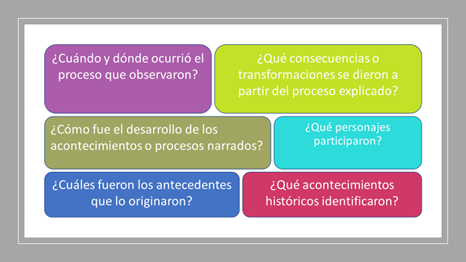 ¿Cuándo y dónde ocurrió el
proceso que observaron?
¿Qué consecuencias o
transformaciones se dieron a
partir del proceso explicado?
¿Cómo fue el desarrollo de los
acontecimientos o procesos narrados?
¿Qué personajes
participaron?
¿Cuáles fueron los antecedentes
que lo originaron?
¿Qué acontecimientos
históricos identificaron?